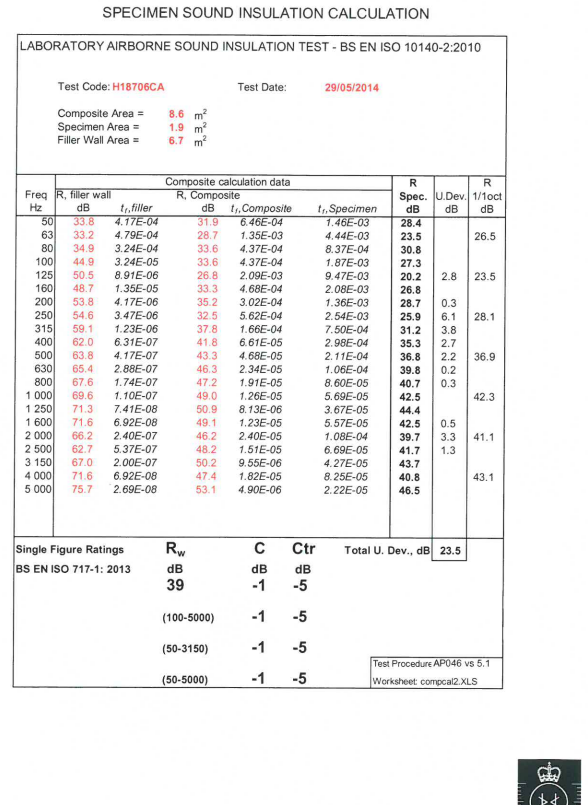 SPECIMEN SOUND INSULATION CALCULATION
LABORATORY AIRBORNE SOUND INSULATION TEST - BS EN ISO 10140-2:2010
Test Code: H18706CA Test Date: 29/05/2014
Composite Area = 8.6 m²
Specimen Area = 1.9 m²
Filler Wall Area = 6.7 m²
Composite calculation data R R
Freq R, filler wall R, Composite Spec. U.Dev. 1/1oct
Hz dB t_f,filler dB t_f,Composite t_f,Specimen dB dB dB
50 33.8 4.17E-04 31.9 6.46E-04 1.46E-03 28.4
63 33.2 4.79E-04 28.7 1.35E-03 4.44E-03 23.5 26.5
80 34.9 3.24E-04 33.6 4.37E-04 8.37E-04 30.8
100 44.9 3.24E-05 33.6 4.37E-04 1.87E-03 27.3
125 50.5 8.91E-06 26.8 2.09E-03 9.47E-03 20.2 2.8 23.5
160 48.7 1.35E-05 33.3 4.68E-04 2.08E-03 26.8
200 53.8 4.17E-06 35.2 3.02E-04 1.36E-03 28.7 0.3
250 54.6 3.47E-06 32.5 5.62E-04 2.54E-03 25.9 6.1 28.1
315 59.1 1.23E-06 37.8 1.66E-04 7.50E-04 31.2 3.8
400 62.0 6.31E-07 41.8 6.61E-05 2.98E-04 35.3 2.7
500 63.8 4.17E-07 43.3 4.68E-05 2.11E-04 36.8 2.2 36.9
630 65.4 2.88E-07 46.3 2.34E-05 1.06E-04 39.8 0.2
800 67.6 1.74E-07 47.2 1.91E-05 8.60E-05 40.7 0.3
1 000 69.6 1.10E-07 49.0 1.26E-05 5.69E-05 42.5 42.3
1 250 71.3 7.41E-08 50.9 8.13E-06 3.67E-05 44.4
1 600 71.6 6.92E-08 49.1 1.23E-05 5.57E-05 42.5 0.5
2 000 66.2 2.40E-07 46.2 2.40E-05 1.08E-04 39.7 3.3 41.1
2 500 62.7 5.37E-07 48.2 1.51E-05 6.69E-05 41.7 1.3
3 150 67.0 2.00E-07 50.2 9.55E-06 4.27E-05 43.7
4 000 71.6 6.92E-08 47.4 1.82E-05 8.25E-05 40.8 43.1
5 000 75.7 2.69E-08 53.1 4.90E-06 2.22E-05 46.5
Single Figure Ratings R_w C Ctr Total U. Dev., dB 23.5
BS EN ISO 717-1: 2013 dB dB dB
39 -1 -5
(100-5000) -1 -5
(50-3150) -1 -5
Test Procedure AP046 vs 5.1
(50-5000) -1 -5 Worksheet: compcal2.XLS